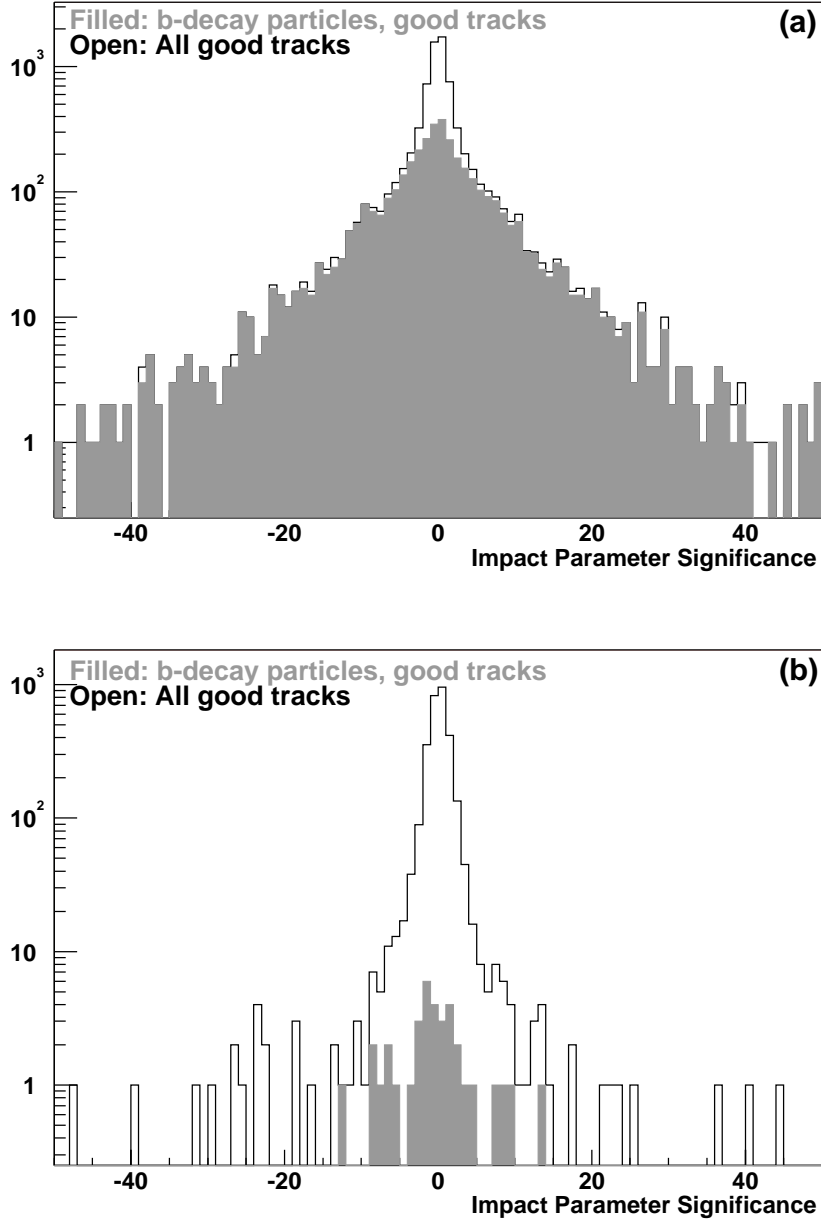 Filled: b-decay particles, good tracks
(a)
Open: All good tracks
10³
10²
10
1
-40 -20 0 20 40
Impact Parameter Significance
Filled: b-decay particles, good tracks
(b)
Open: All good tracks
10³
10²
10
1
-40 -20 0 20 40
Impact Parameter Significance